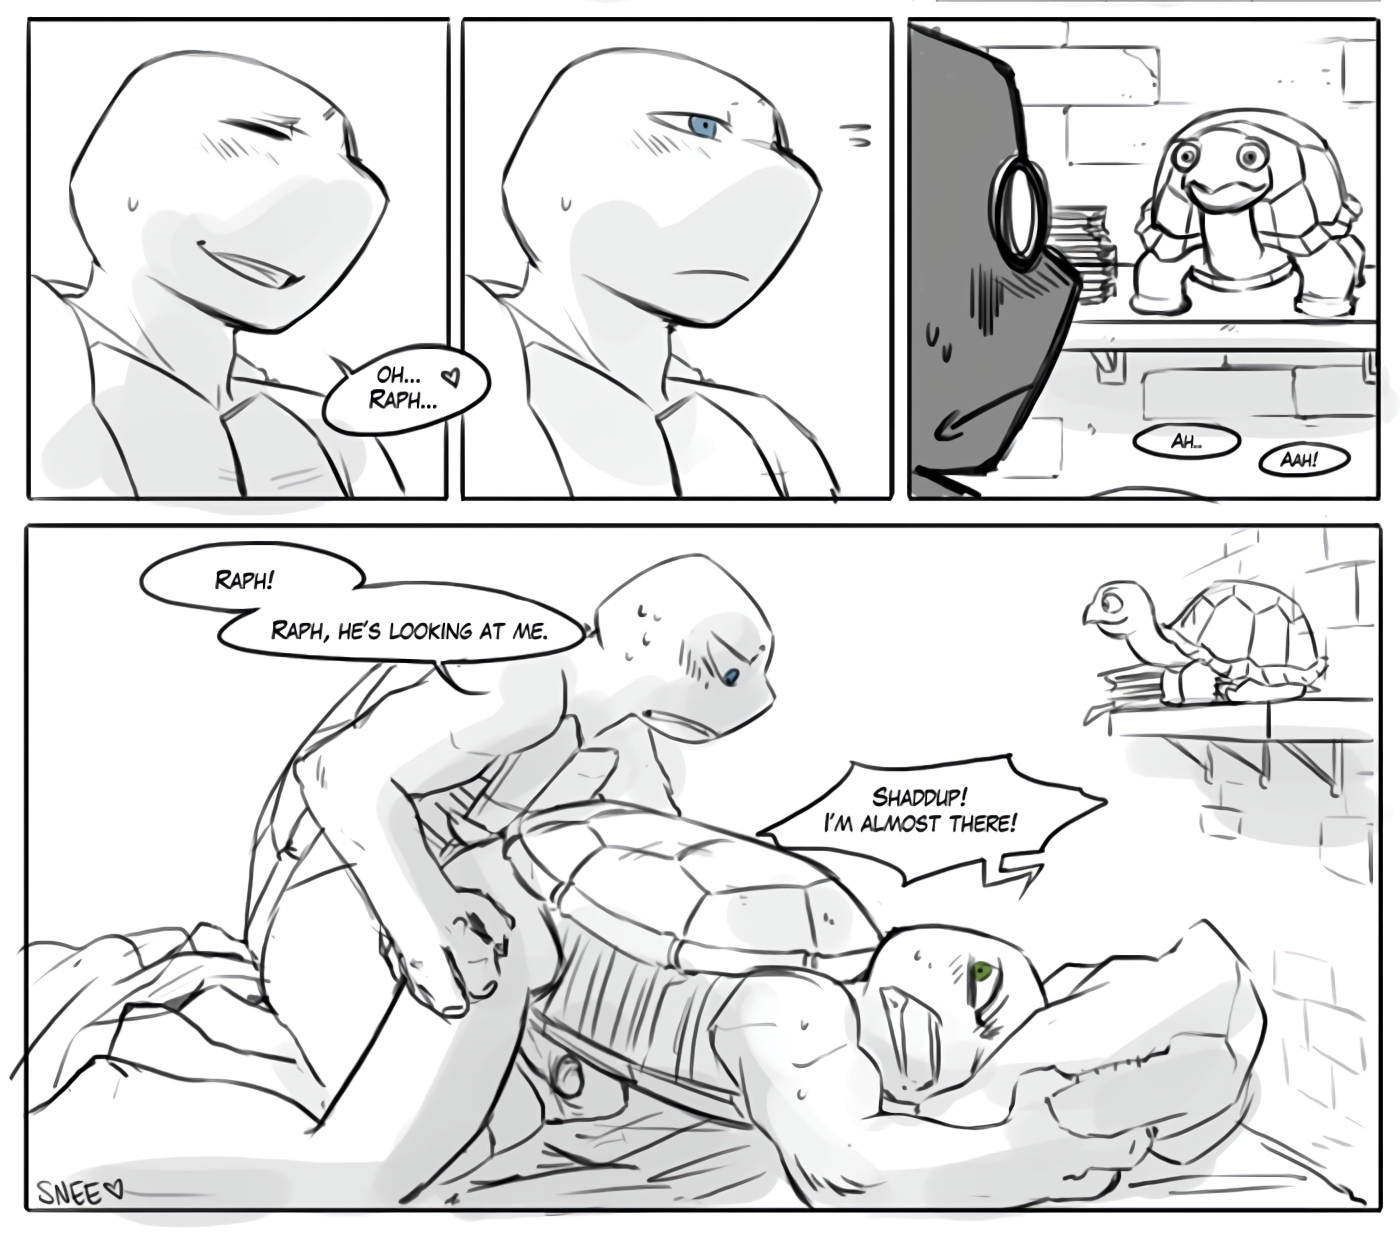 OH...
RAPH...
AH...
AAH!
RAPH!
RAPH, HE'S LOOKING AT ME.
SHADDUP!
I'M ALMOST THERE!
SNEE